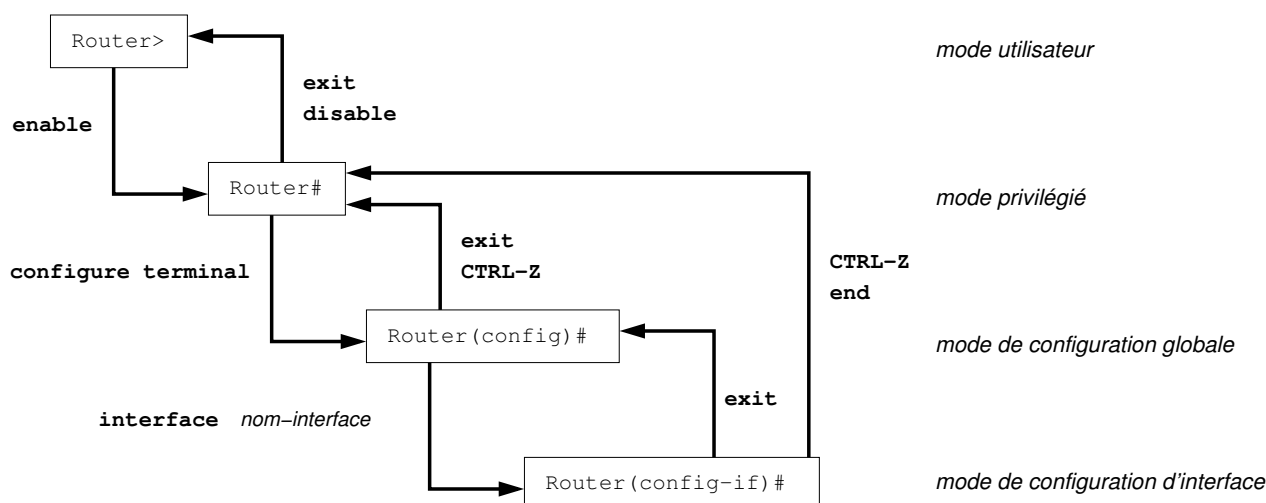 Router>
mode utilisateur
exit
disable
enable
Router#
mode privilégié
exit
CTRL-Z
configure terminal
CTRL-Z
end
Router(config)#
mode de configuration globale
exit
interface nom-interface
Router(config-if)#
mode de configuration d'interface